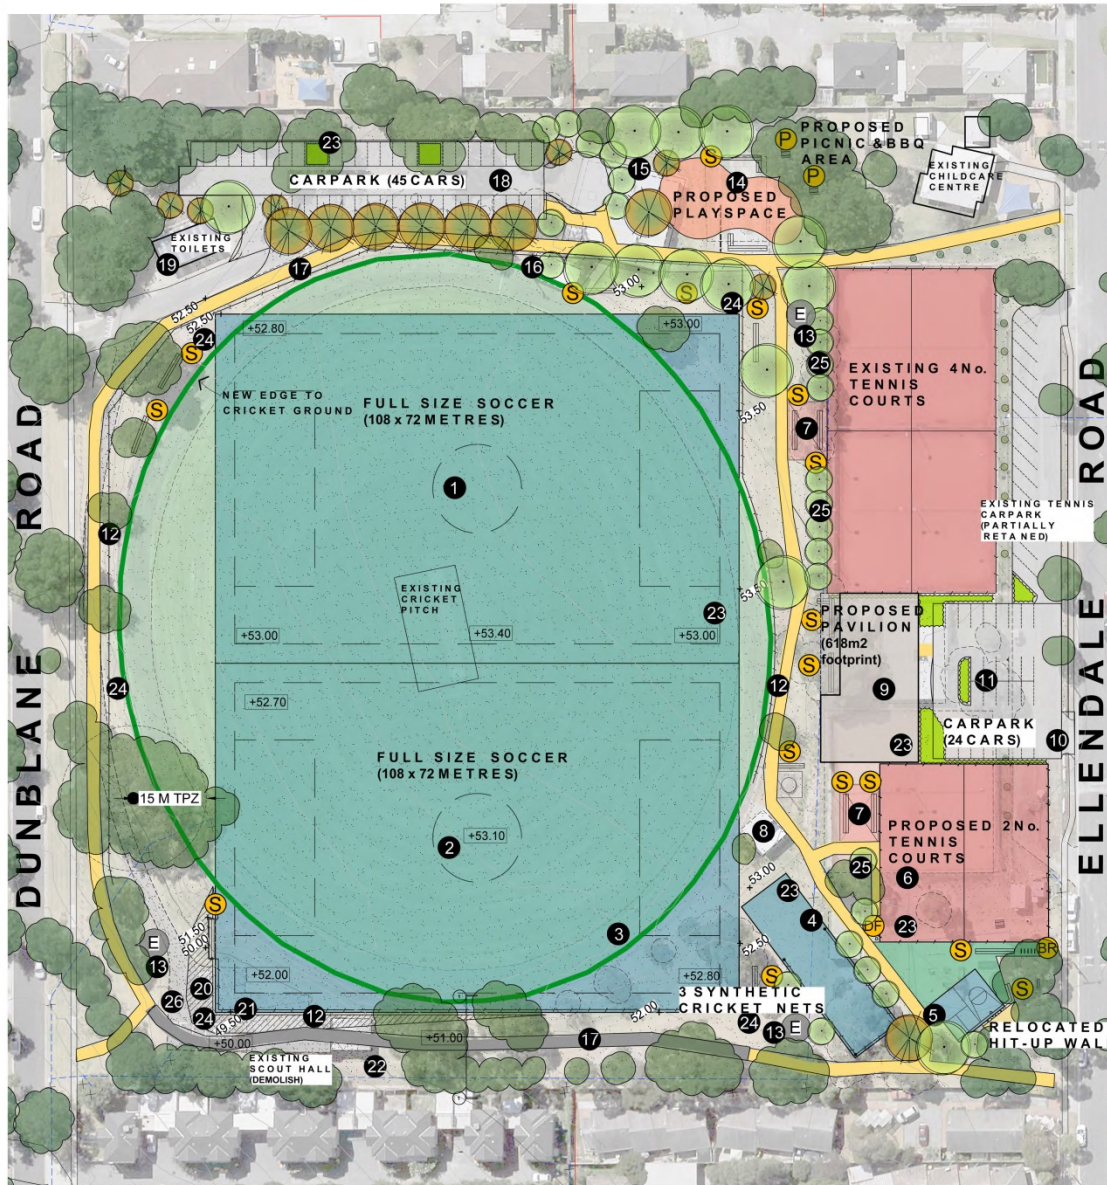 23
P
PROPOSED
PICNIC & BBQ
AREA
P
S
15
14
CARPARK (45 CARS)
18
EXISTING
CHILDCARE
CENTRE
PROPOSED
PLAYSPACE
EXISTING
TOILETS
19
17
16
53.00
S
S
24
S
52.50
52.50
+52.80
+53.00
E
13
24
S
25
EXISTING 4No.
TENNIS
COURTS
NEW EDGE TO
CRICKET GROUND
S
FULL SIZE SOCCER
(108 x 72 METRES)
53.50
S
7
S
1
25
EXISTING TENNIS
CARPARK
(PARTIALLY
RETA NED)
12
DUNBLANE ROAD
ELLENDALE ROAD
EXISTING
CRICKET
PITCH
53.50
23
+53.00
+53.40
+53.00
S
PROPOSED
PAVILION
(618m2
footprint)
S
24
12
9
11
+52.70
CARPARK
(24 CARS)
10
23
FULL SIZE SOCCER
(108 x 72 METRES)
S
S
S
15 M TPZ
7
8
PROPOSED 2No.
TENNIS
COURTS
+53.10
2
53.00
25
6
23
4
S
DF
23
3
51.50
50.00
E
13
52.50
S
BR
+52.00
+52.80
S
S
20
26
24
21
12
49.50
52.00
3 SYNTHETIC
CRICKET NETS
24
13
E
5
RELOCATED
HIT-UP WAL
+50.00
+51.00
17
EXISTING
SCOUT HALL
(DEMOLISH)
22